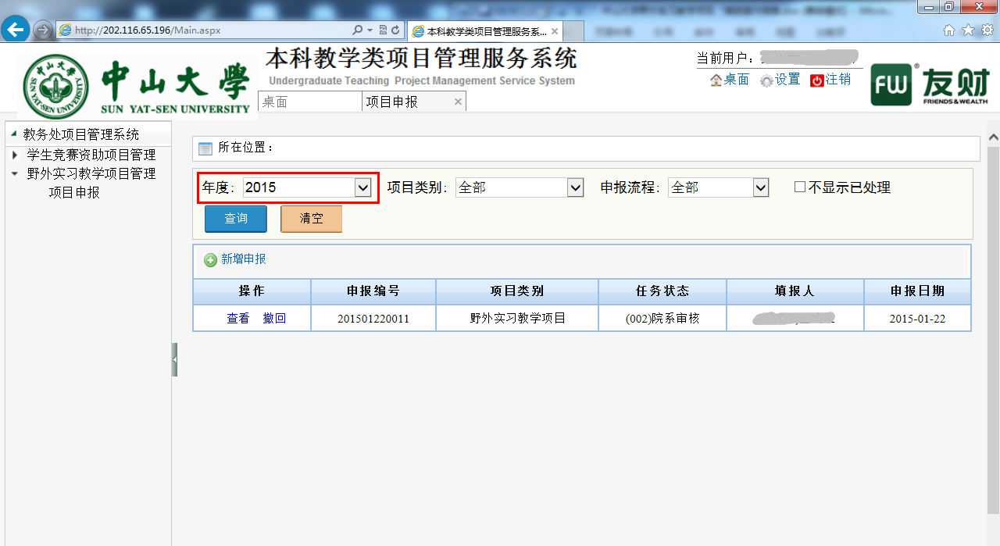 http://202.116.65.196/Main.aspx
本科教学类项目管理服务系...
中山大學
SUN YAT-SEN UNIVERSITY
本科教学类项目管理服务系统
Undergraduate Teaching Project Management Service System
当前用户：
桌面 设置 注销
FW ® 友财
FRIENDS & WEALTH
桌面 项目申报
教务处项目管理系统
学生竞赛资助项目管理
野外实习教学项目管理
项目申报
所在位置：
年度： 2015 项目类别： 全部 申报流程： 全部 不显示已处理
查询 清空
新增申报
操作 申报编号 项目类别 任务状态 填报人 申报日期
查看 撤回 201501220011 野外实习教学项目 (002)院系审核 2015-01-22